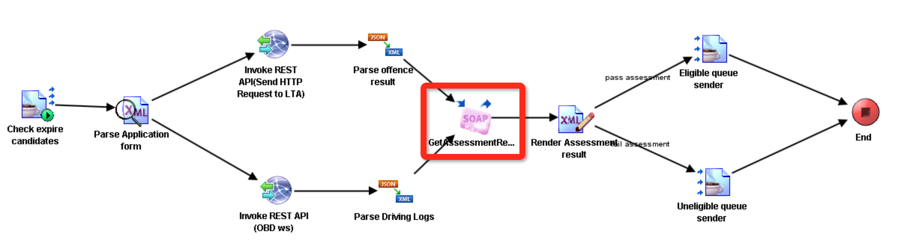 Check expire
candidates
XML
Parse Application
form
Invoke REST
API(Send HTTP
Request to LTA)
JSON
XML
Parse offence
result
Invoke REST API
(OBD ws)
JSON
XML
Parse Driving Logs
SOAP
GetAssessmentRe...
XML
Render Assessment
result
pass assessment
ail assessment
Eligible queue
sender
Uneligible queue
sender
End